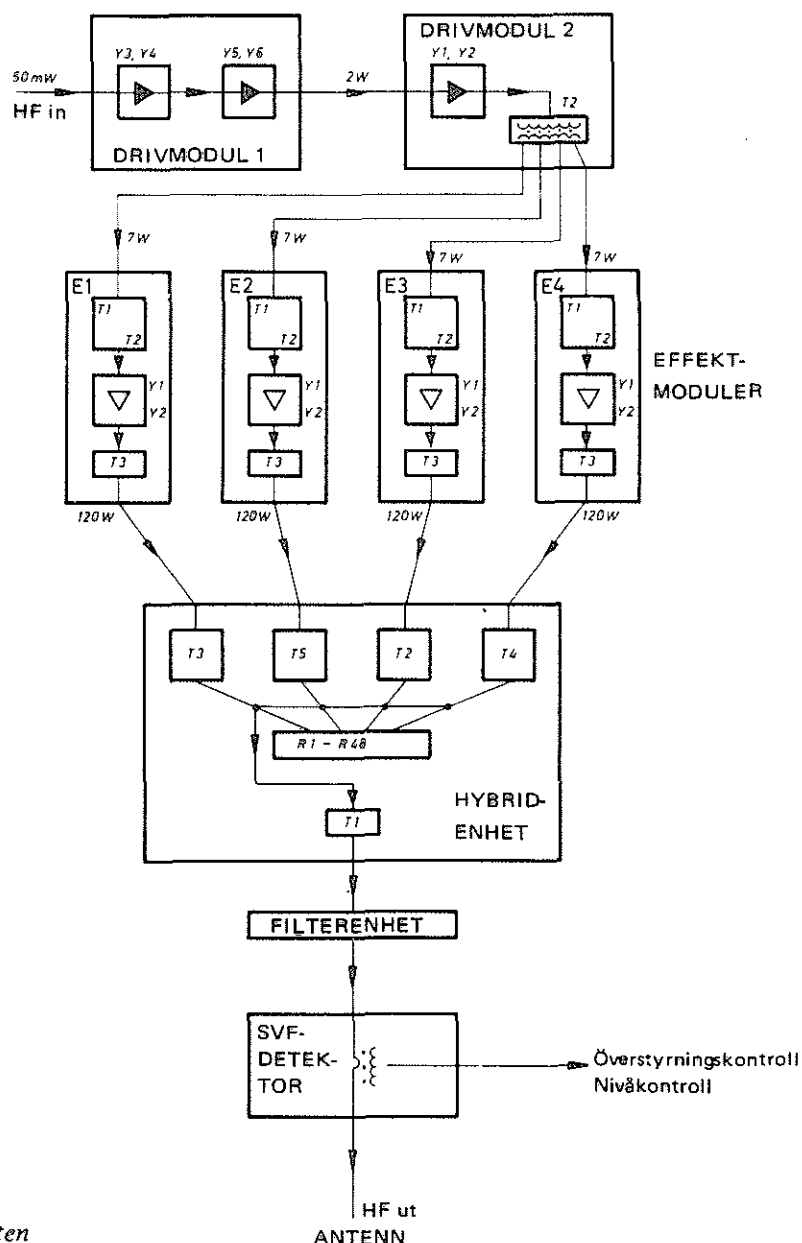 DRIVMODUL 2
Y3, Y4
Y5, Y6
Y1, Y2
50mW
2W
T2
HF in
DRIVMODUL 1
7W
7W
7W
7W
E1
E2
E3
E4
T1
T1
T1
T1
T2
T2
T2
T2
EFFEKT-
MODULER
Y1
Y1
Y1
Y1
Y2
Y2
Y2
Y2
T3
T3
T3
T3
120W
120W
120W
120W
T3
T5
T2
T4
R1 - R48
HYBRID-
ENHET
T1
FILTERENHET
SVF-
DETEK-
TOR
Överstyrningskontroll
Nivåkontroll
HF ut
ANTENN
ten